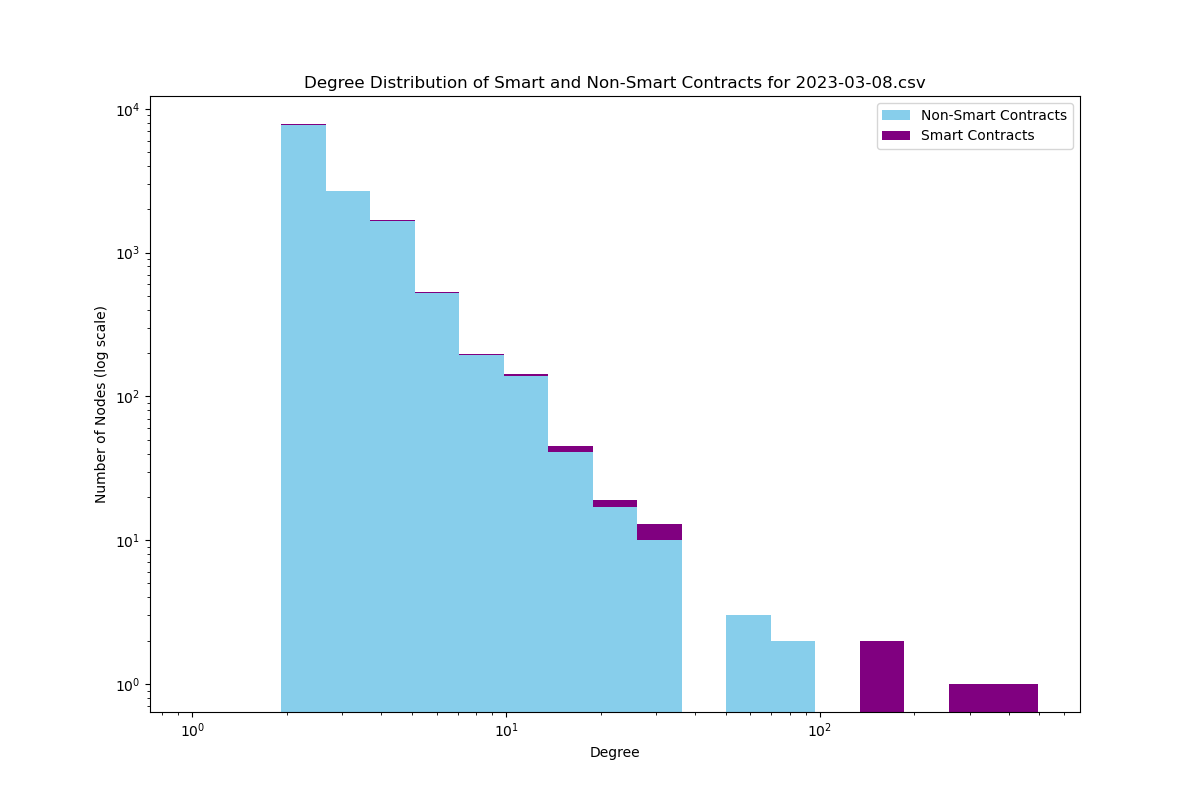 Degree Distribution of Smart and Non-Smart Contracts for 2023-03-08.csv
Non-Smart Contracts
Smart Contracts
Number of Nodes (log scale)
10⁴
10³
10²
10¹
10⁰
10⁰ 10¹ 10²
Degree